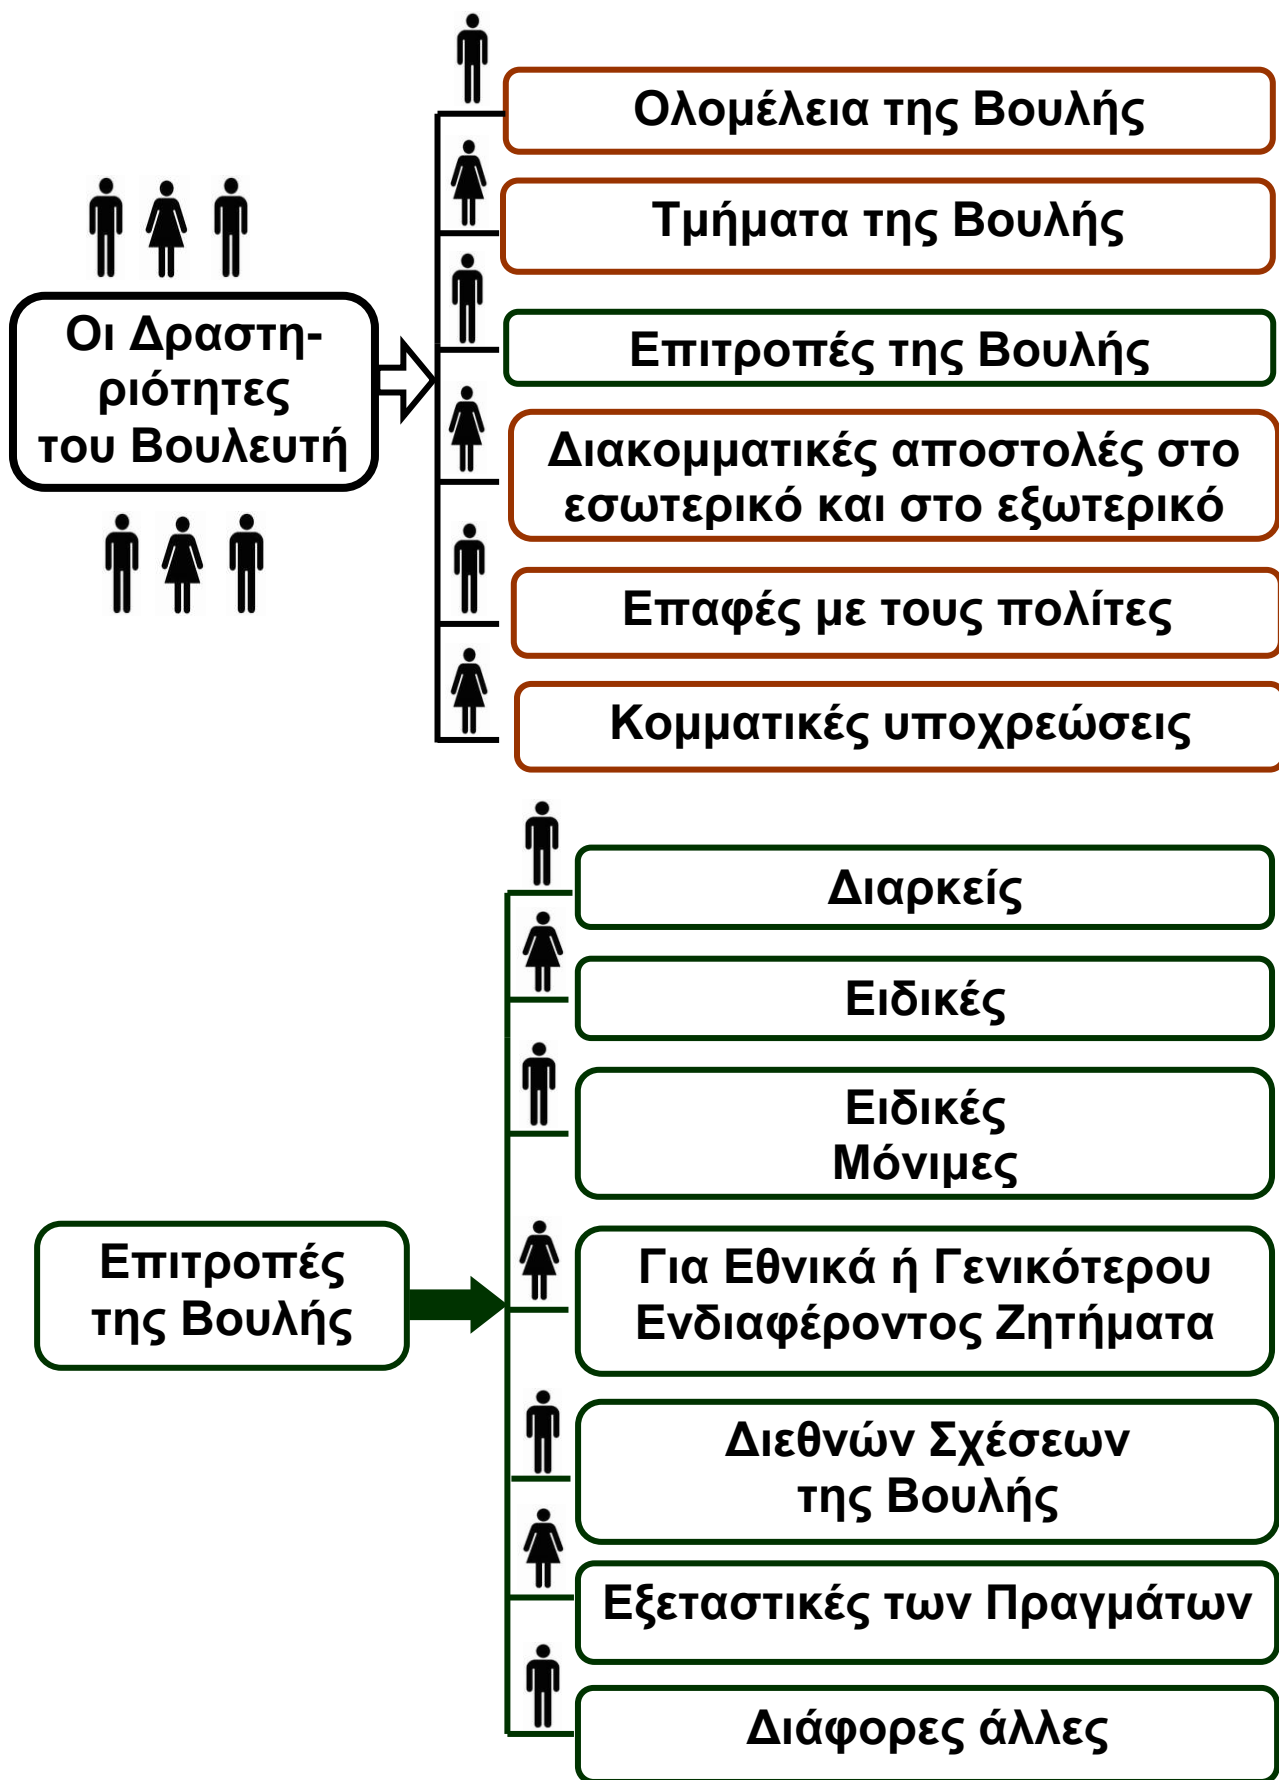 Οι Δραστη-
ριότητες
του Βουλευτή
Ολομέλεια της Βουλής
Τμήματα της Βουλής
Επιτροπές της Βουλής
Διακομματικές αποστολές στο
εσωτερικό και στο εξωτερικό
Επαφές με τους πολίτες
Κομματικές υποχρεώσεις
Επιτροπές
της Βουλής
Διαρκείς
Ειδικές
Ειδικές
Μόνιμες
Για Εθνικά ή Γενικότερου
Ενδιαφέροντος Ζητήματα
Διεθνών Σχέσεων
της Βουλής
Εξεταστικές των Πραγμάτων
Διάφορες άλλες